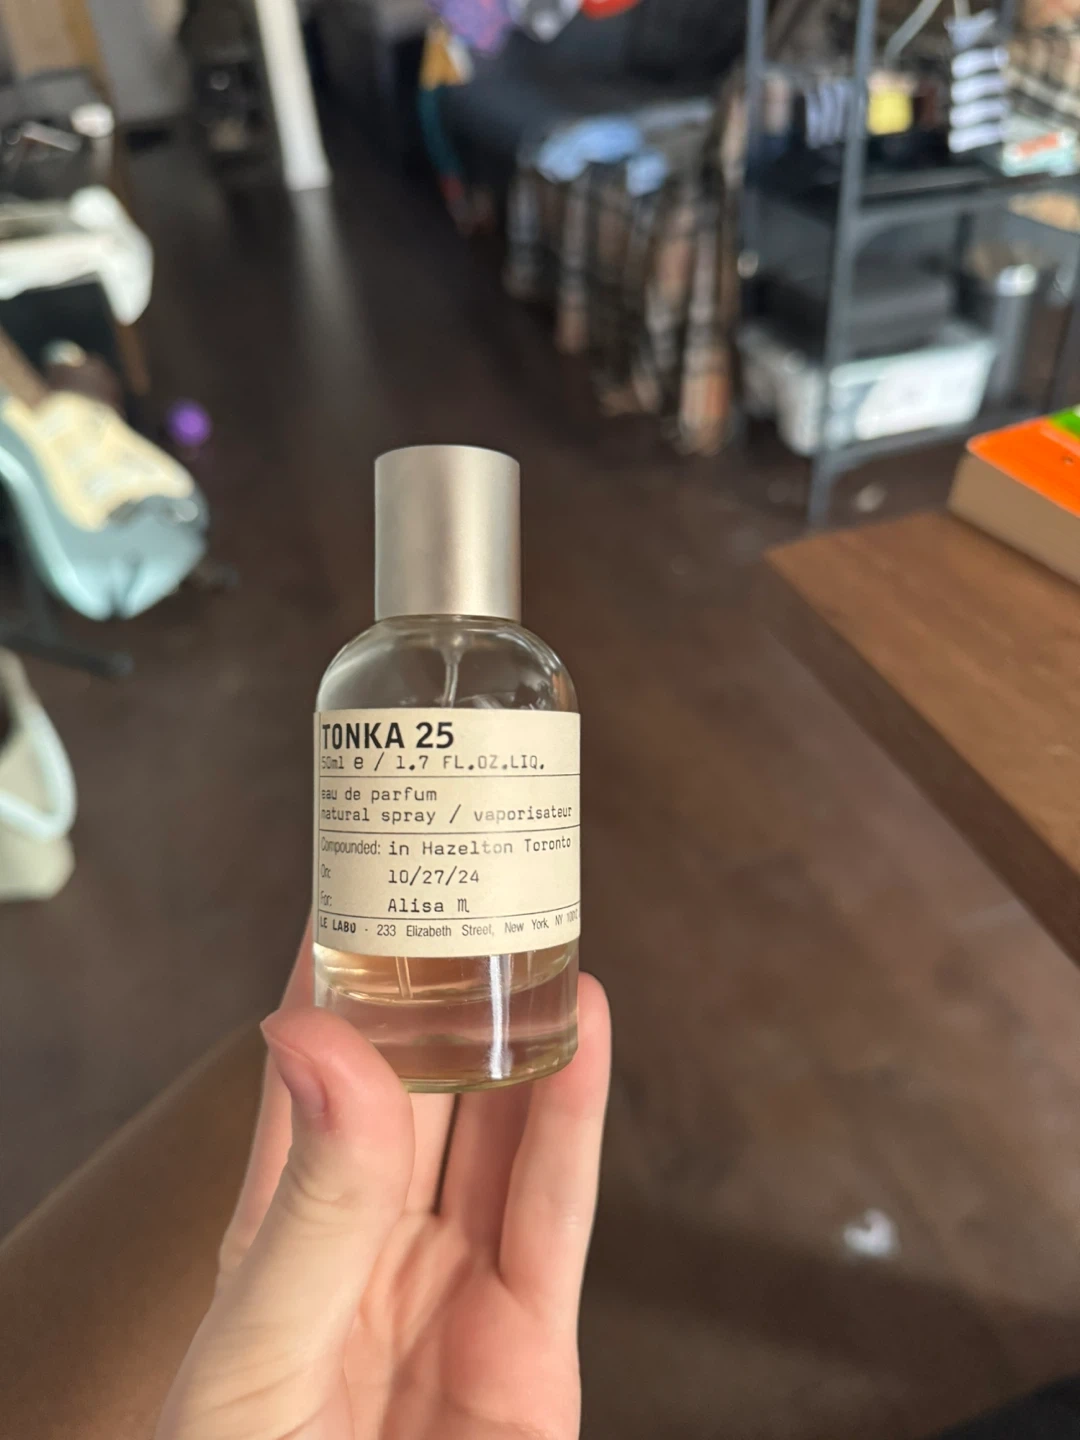 TONKA 25
50ml e / 1.7 FL.OZ.LIQ.
eau de parfum
natural spray / vaporisateur
Compounded: in Hazelton Toronto
On: 10/27/24
For: Alisa ♏
LE LABO - 233 Elizabeth Street, New York, NY